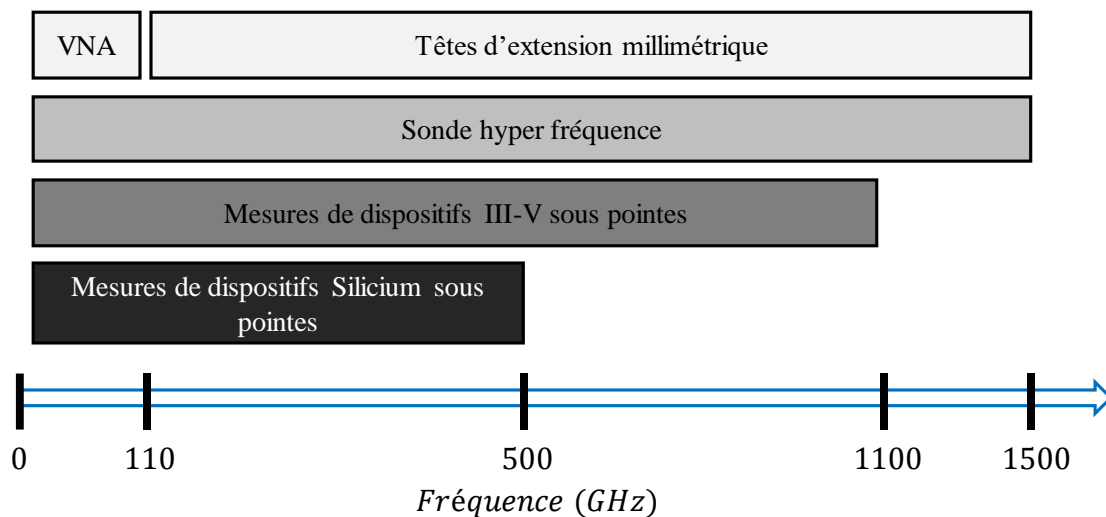 VNA
Têtes d'extension millimétrique
Sonde hyper fréquence
Mesures de dispositifs III-V sous pointes
Mesures de dispositifs Silicium sous
pointes
0
110
500
1100
1500
Fréquence (GHz)